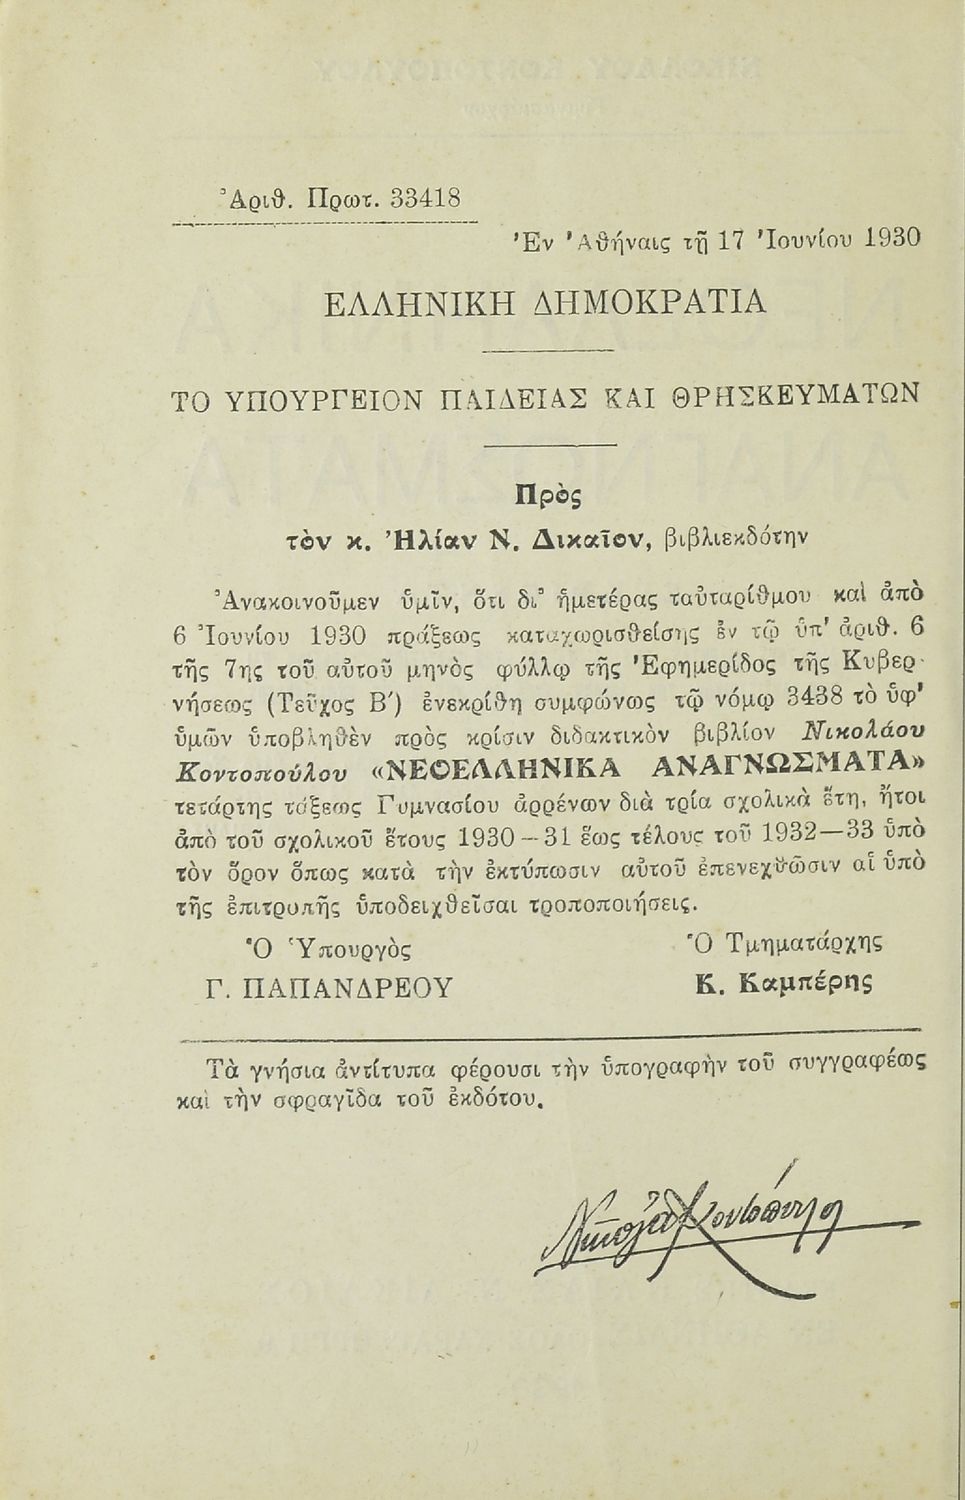 Ἀριθ. Πρωτ. 33418
Ἐν Ἀθήναις τῇ 17 Ἰουνίου 1930
ΕΛΛΗΝΙΚΗ ΔΗΜΟΚΡΑΤΙΑ
ΤΟ ΥΠΟΥΡΓΕΙΟΝ ΠΑΙΔΕΙΑΣ ΚΑΙ ΘΡΗΣΚΕΥΜΑΤΩΝ
Πρὸς
τὸν κ. Ἠλίαν Ν. Δικαῖον, βιβλιεκδότην
Ἀνακοινοῦμεν ὑμῖν, ὅτι δι' ἡμετέρας ταὐταρίθμου καὶ ἀπὸ
6 Ἰουνίου 1930 πράξεως καταχωρισθείσης ἐν τῷ ὑπ' ἀριθ. 6
τῆς 7ης τοῦ αὐτοῦ μηνὸς φύλλῳ τῆς Ἐφημερίδος τῆς Κυβερ-
νήσεως (Τεῦχος Β′) ἐνεκρίθη συμφώνως τῷ νόμῳ 3438 τὸ ὑφ'
ὑμῶν ὑποβληθὲν πρὸς κρίσιν διδακτικὸν βιβλίον Νικολάου
Κοντοπούλου «ΝΕΟΕΛΛΗΝΙΚΑ ΑΝΑΓΝΩΣΜΑΤΑ»
τετάρτης τάξεως Γυμνασίου ἀρρένων διὰ τρία σχολικὰ ἔτη, ἤτοι
ἀπὸ τοῦ σχολικοῦ ἔτους 1930—31 ἕως τέλους τοῦ 1932—33 ὑπὸ
τὸν ὅρον ὅπως κατὰ τὴν ἐκτύπωσιν αὐτοῦ ἐπενεχθῶσιν αἱ ὑπὸ
τῆς ἐπιτροπῆς ὑποδειχθεῖσαι τροποποιήσεις.
Ὁ Ὑπουργὸς Ὁ Τμηματάρχης
Γ. ΠΑΠΑΝΔΡΕΟΥ Κ. Καμπέρης
Τὰ γνήσια ἀντίτυπα φέρουσι τὴν ὑπογραφὴν τοῦ συγγραφέως
καὶ τὴν σφραγῖδα τοῦ ἐκδότου.